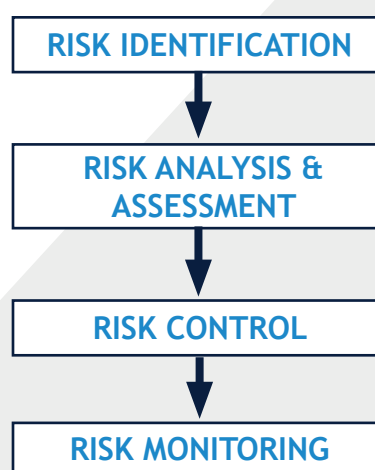 RISK IDENTIFICATION
RISK ANALYSIS &
ASSESSMENT
RISK CONTROL
RISK MONITORING